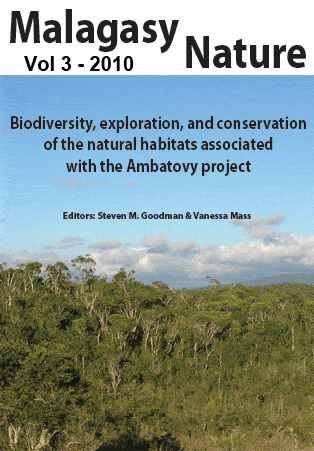 Malagasy
Nature
Vol 3 - 2010
Biodiversity, exploration, and conservation
of the natural habitats associated
with the Ambatovy project
Editors: Steven M. Goodman & Vanessa Mass